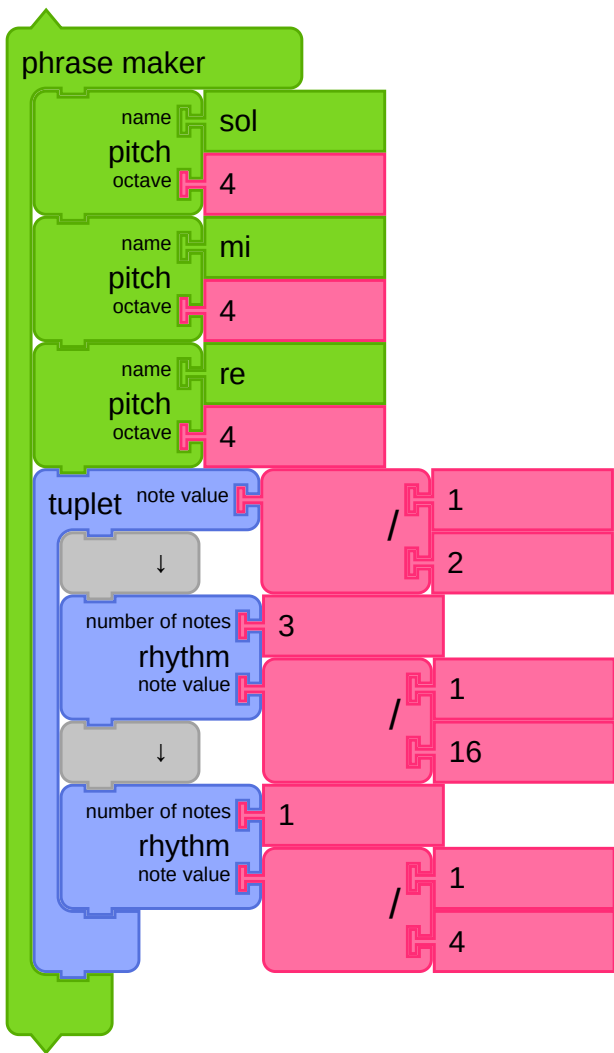 phrase maker
name sol
pitch
octave 4
name mi
pitch
octave 4
name re
pitch
octave 4
tuplet note value / 1
2
↓
number of notes 3
rhythm
note value / 1
16
↓
number of notes 1
rhythm
note value / 1
4